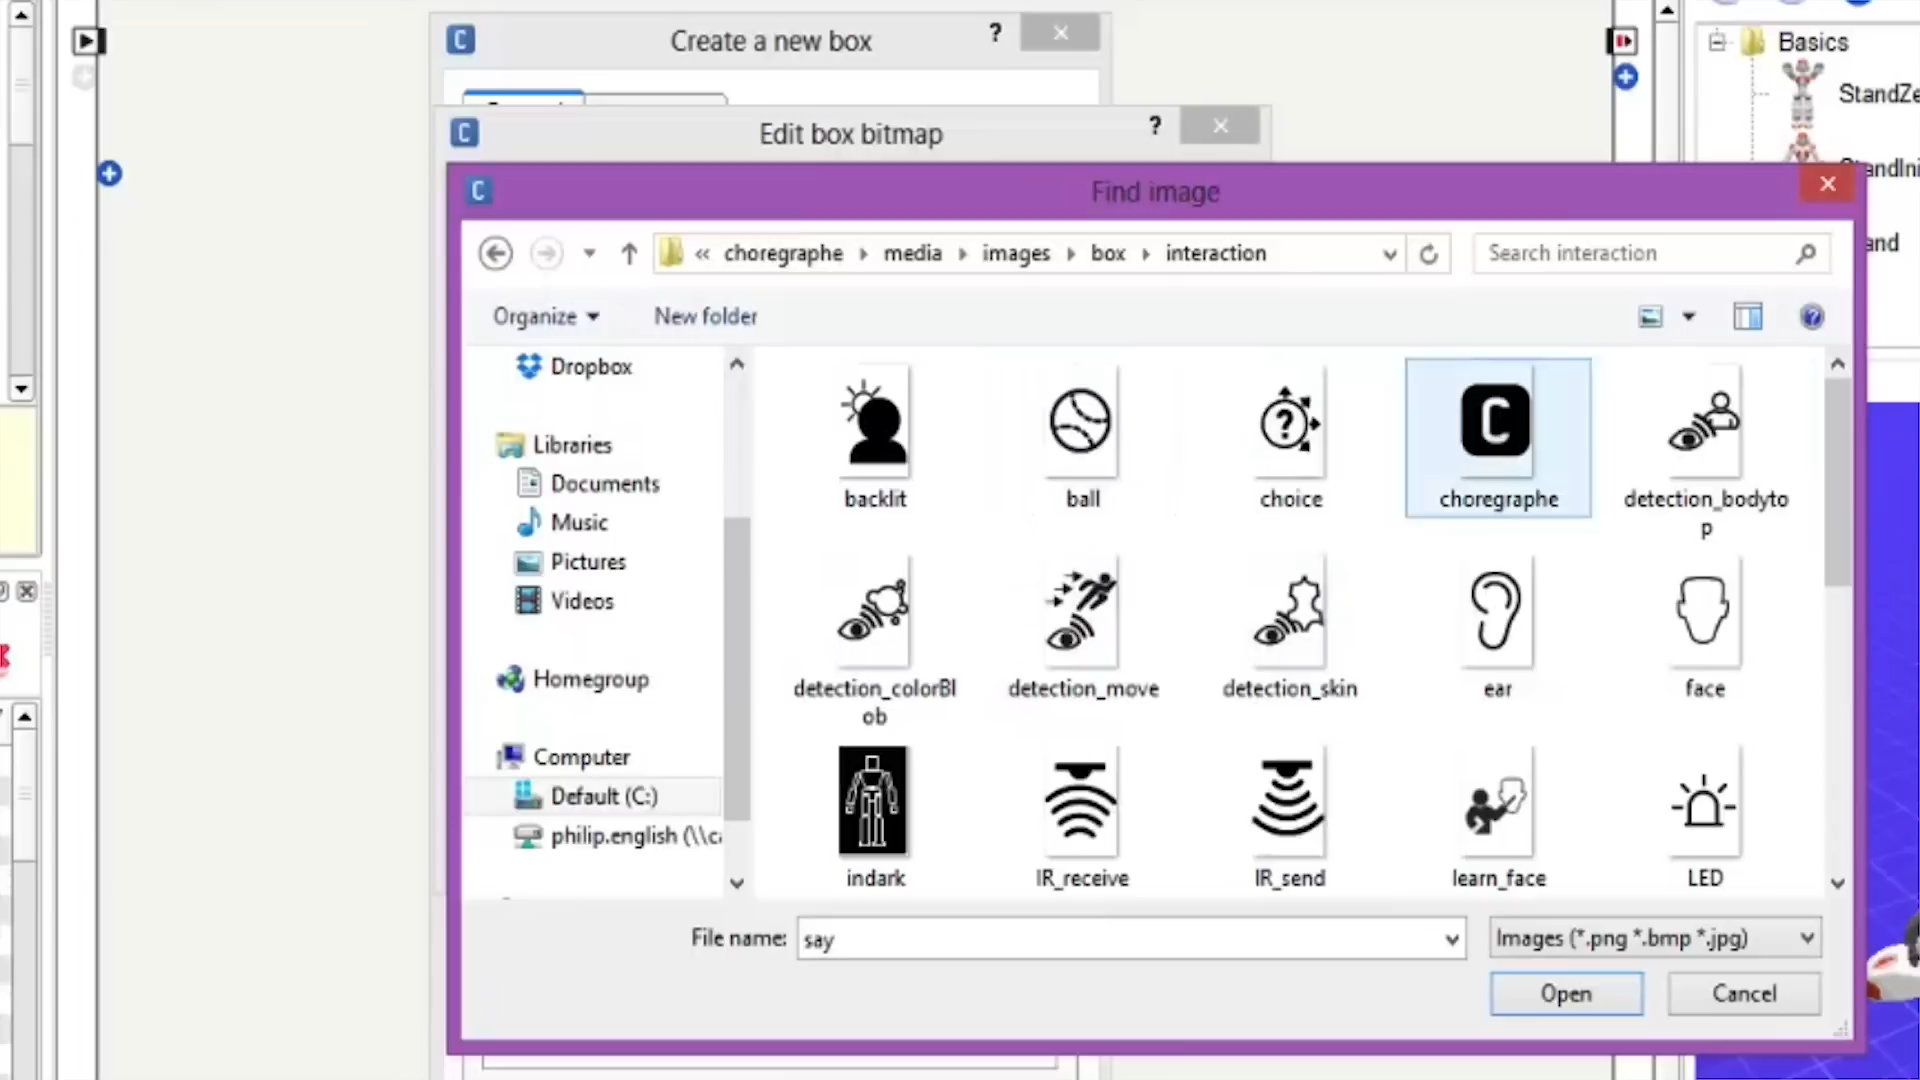 C Create a new box ?
Basics
StandZe
C Edit box bitmap ?
C Find image
andIni
« choregraphe media images box interaction
Search interaction
and
Organize New folder
Dropbox
Libraries
Documents
Music
Pictures
Videos
Homegroup
Computer
Default (C:)
philip.english (\\ca
backlit
ball
choice
C
choregraphe
detection_bodyto
p
detection_colorBl
ob
detection_move
detection_skin
ear
face
indark
IR_receive
IR_send
learn_face
LED
File name: say
Images (*.png *.bmp *.jpg)
Open Cancel